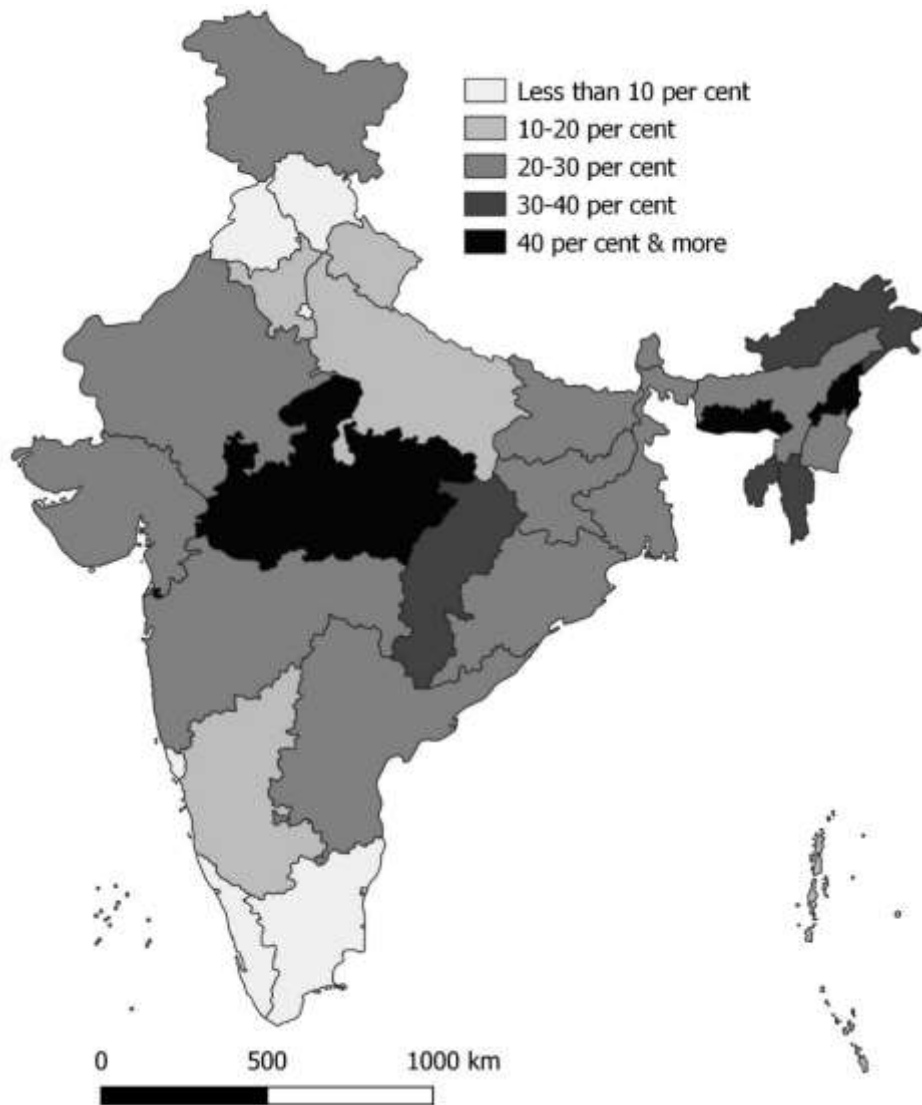 Less than 10 per cent
10-20 per cent
20-30 per cent
30-40 per cent
40 per cent & more
0 500 1000 km